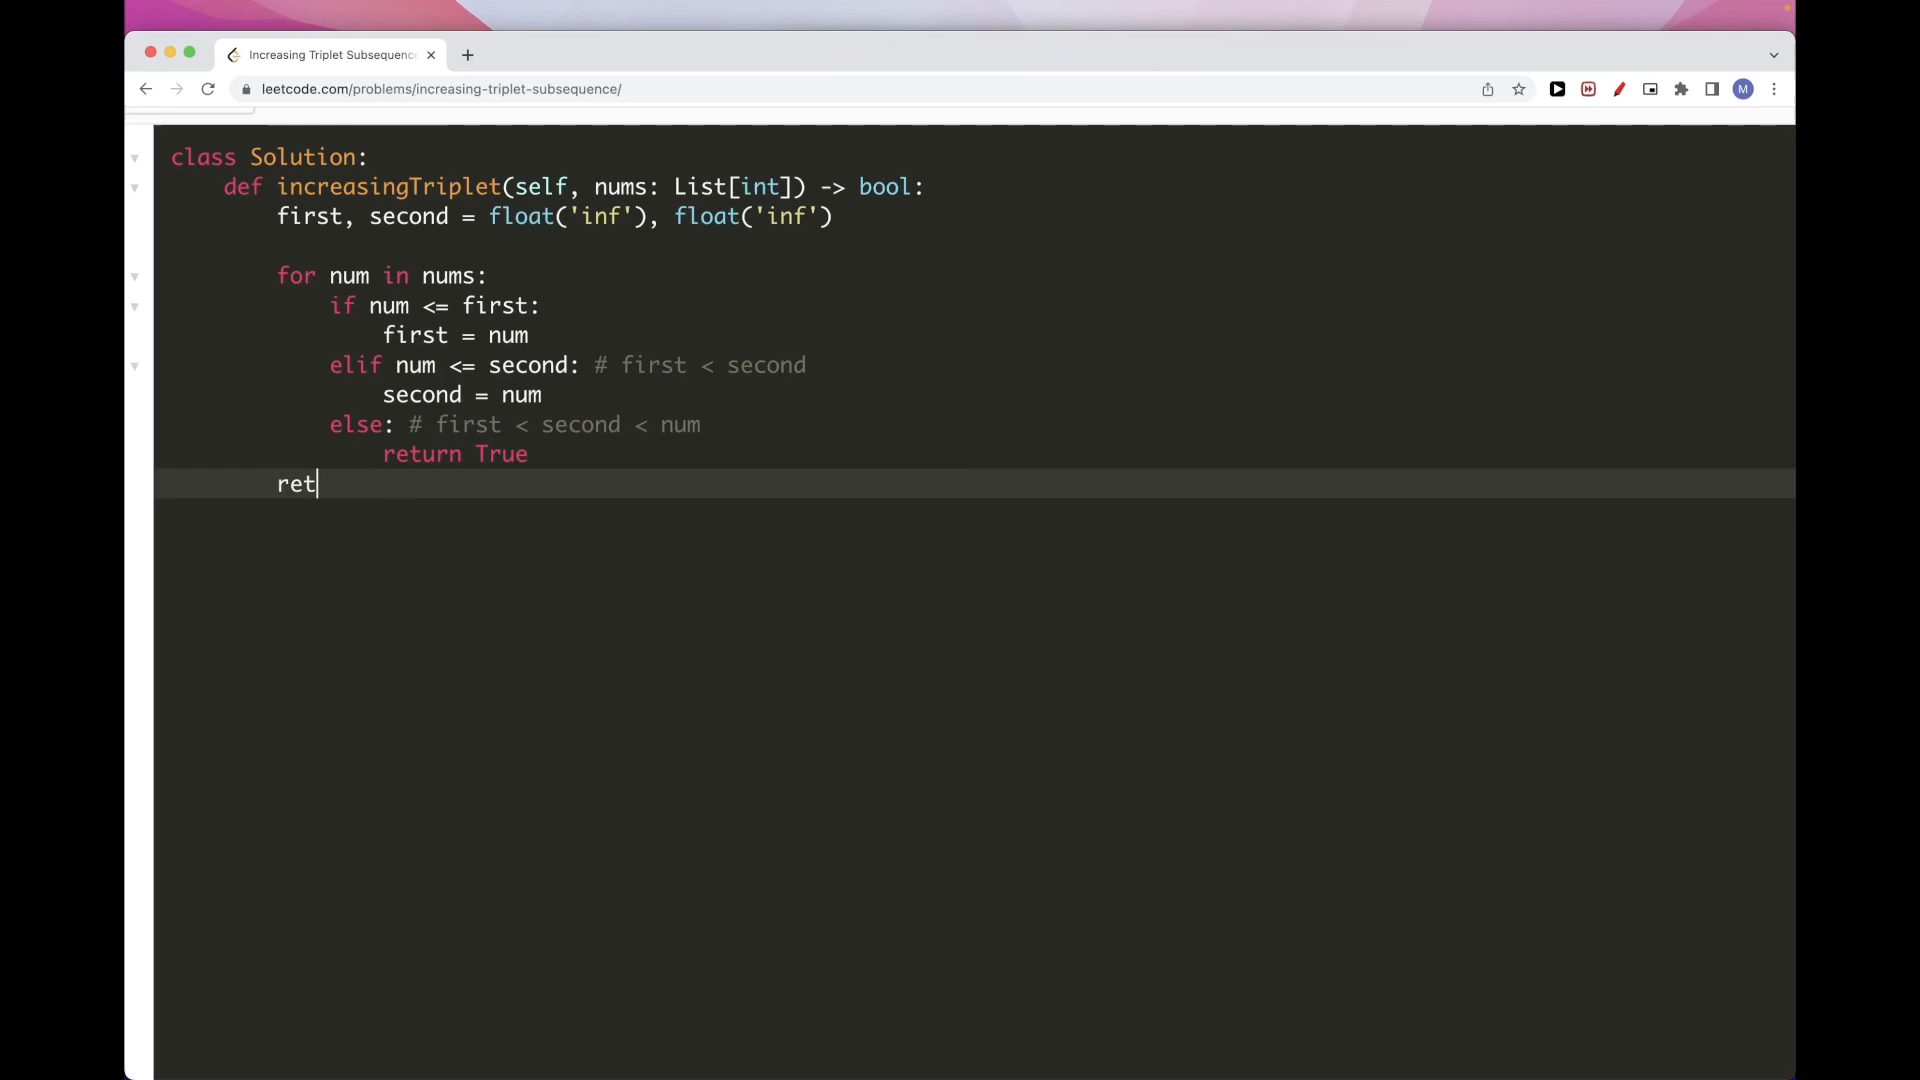 Increasing Triplet Subsequenc
leetcode.com/problems/increasing-triplet-subsequence/
M
class Solution:
    def increasingTriplet(self, nums: List[int]) -> bool:
        first, second = float('inf'), float('inf')
        for num in nums:
            if num <= first:
                first = num
            elif num <= second: # first < second
                second = num
            else: # first < second < num
                return True
        ret